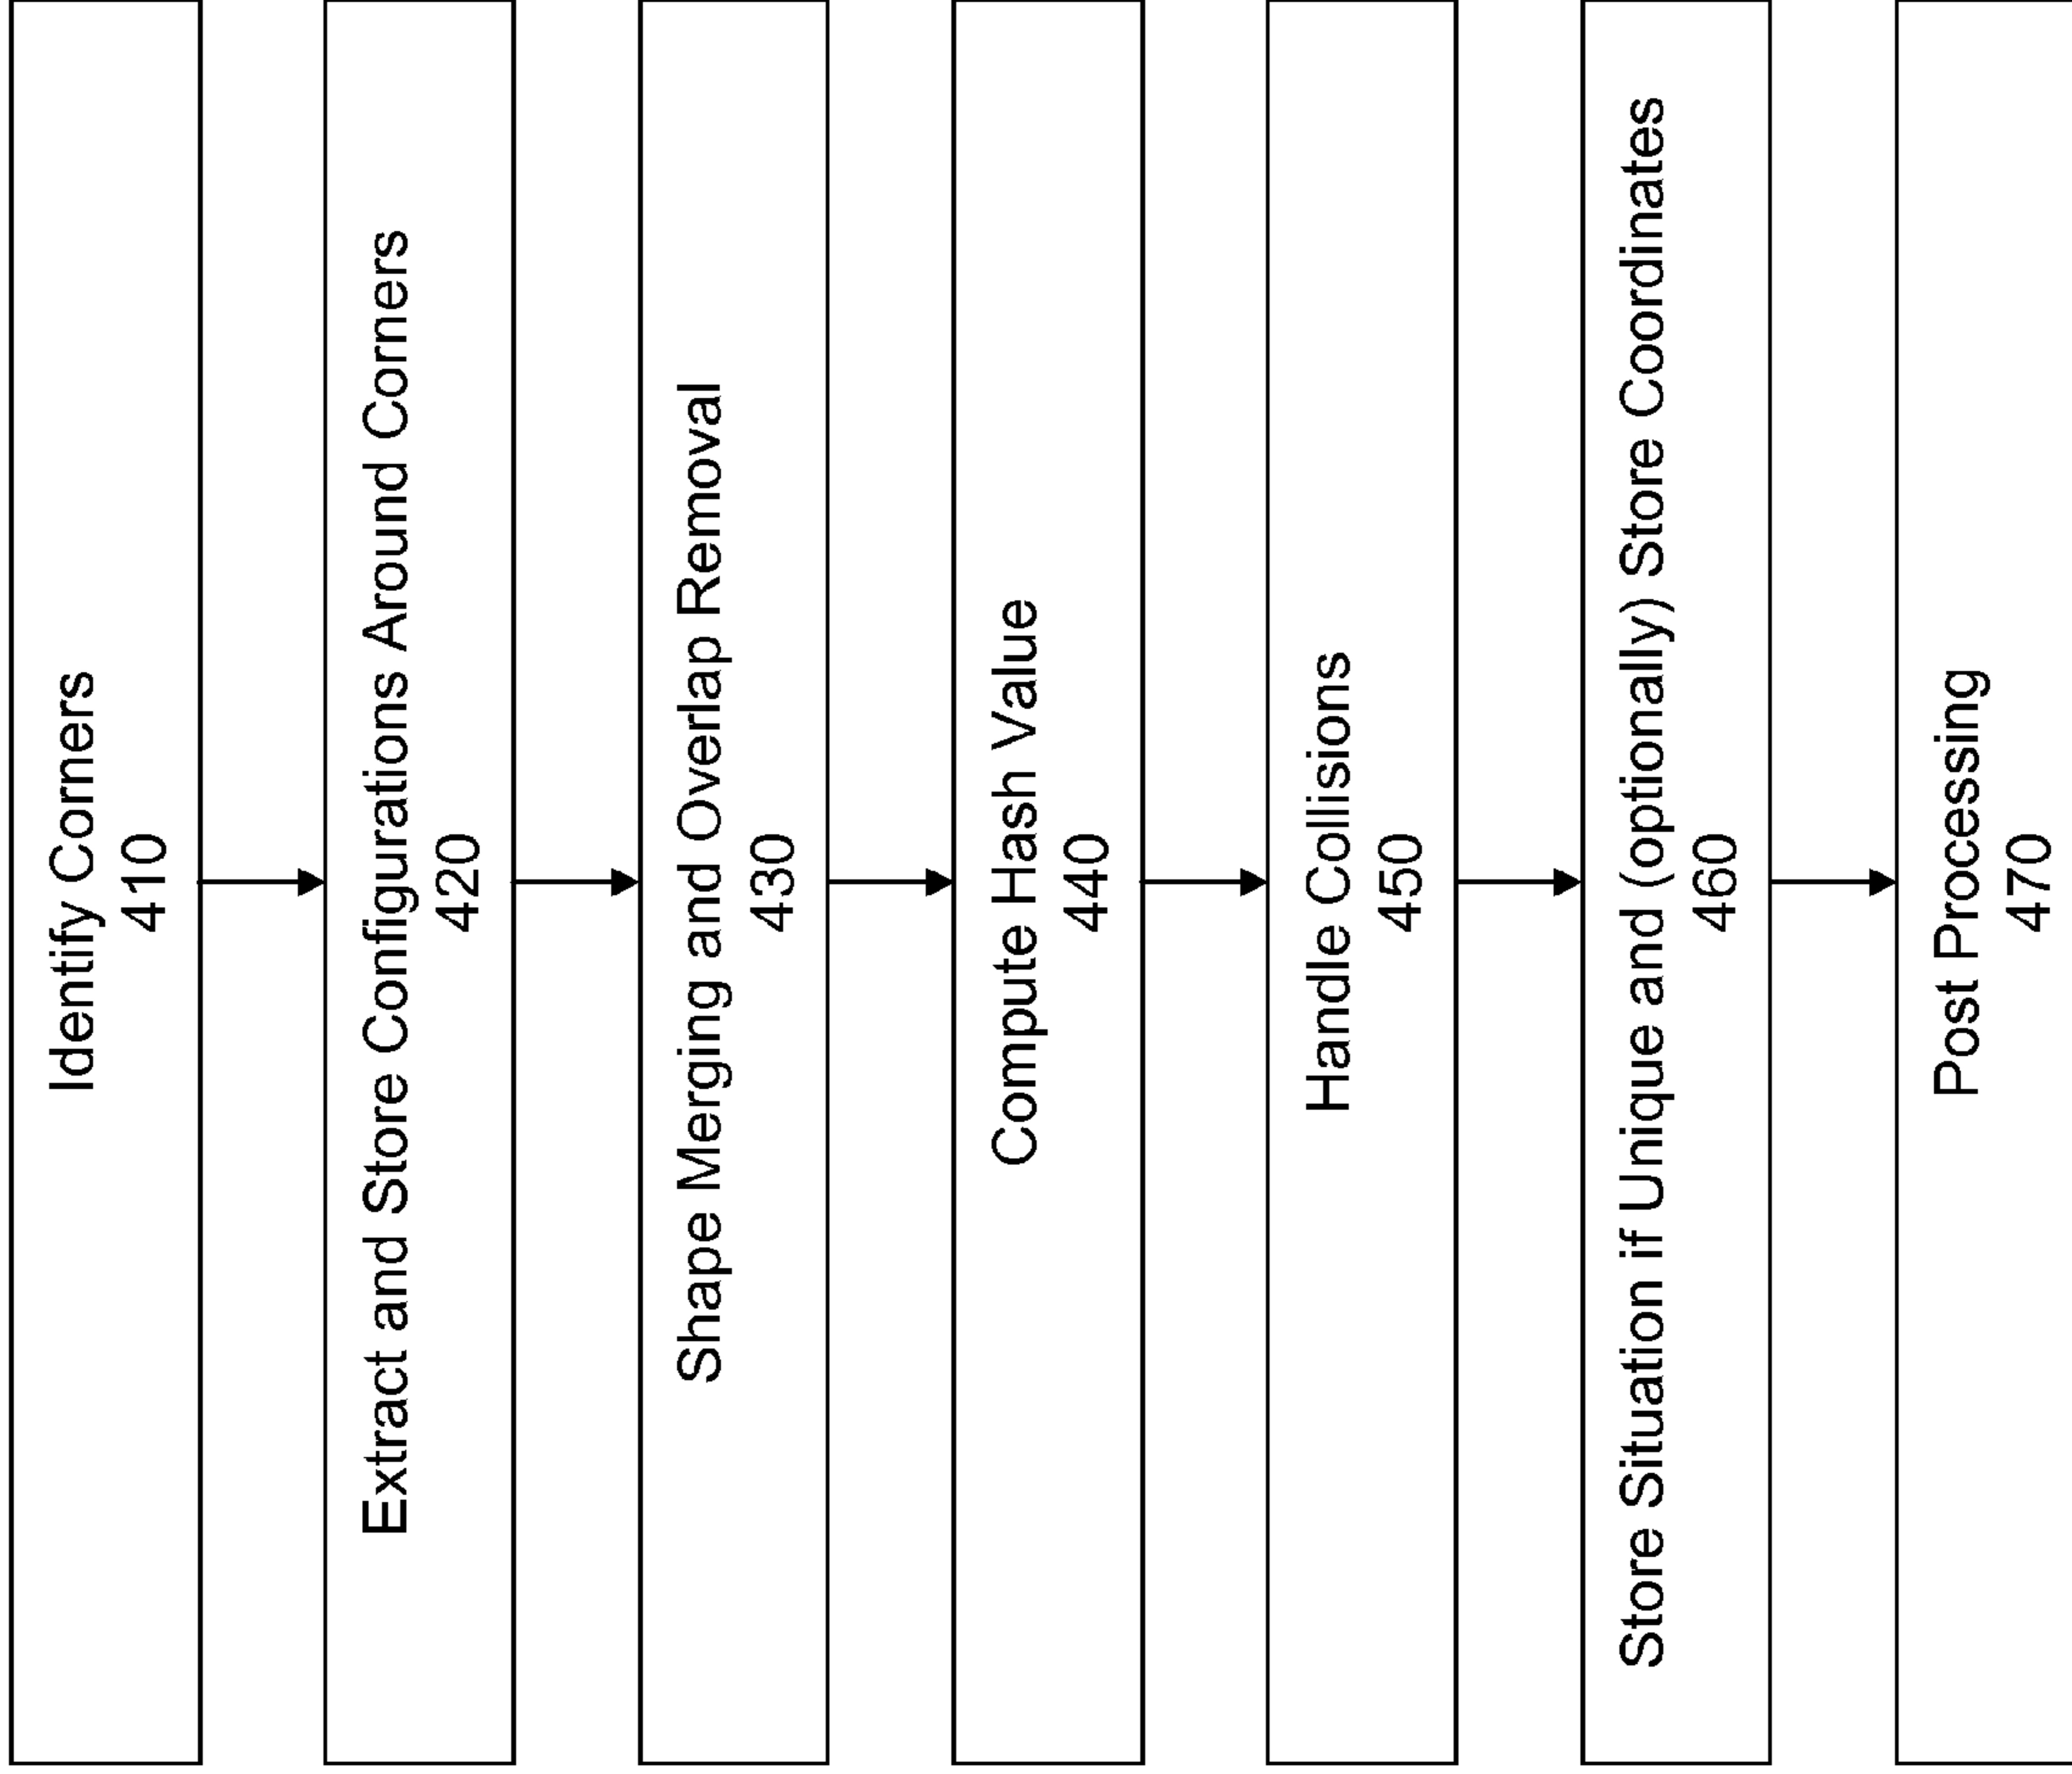 Identify Corners
410
Extract and Store Configurations Around Corners
420
Shape Merging and Overlap Removal
430
Compute Hash Value
440
Handle Collisions
450
Store Situation if Unique and (optionally) Store Coordinates
460
Post Processing
470